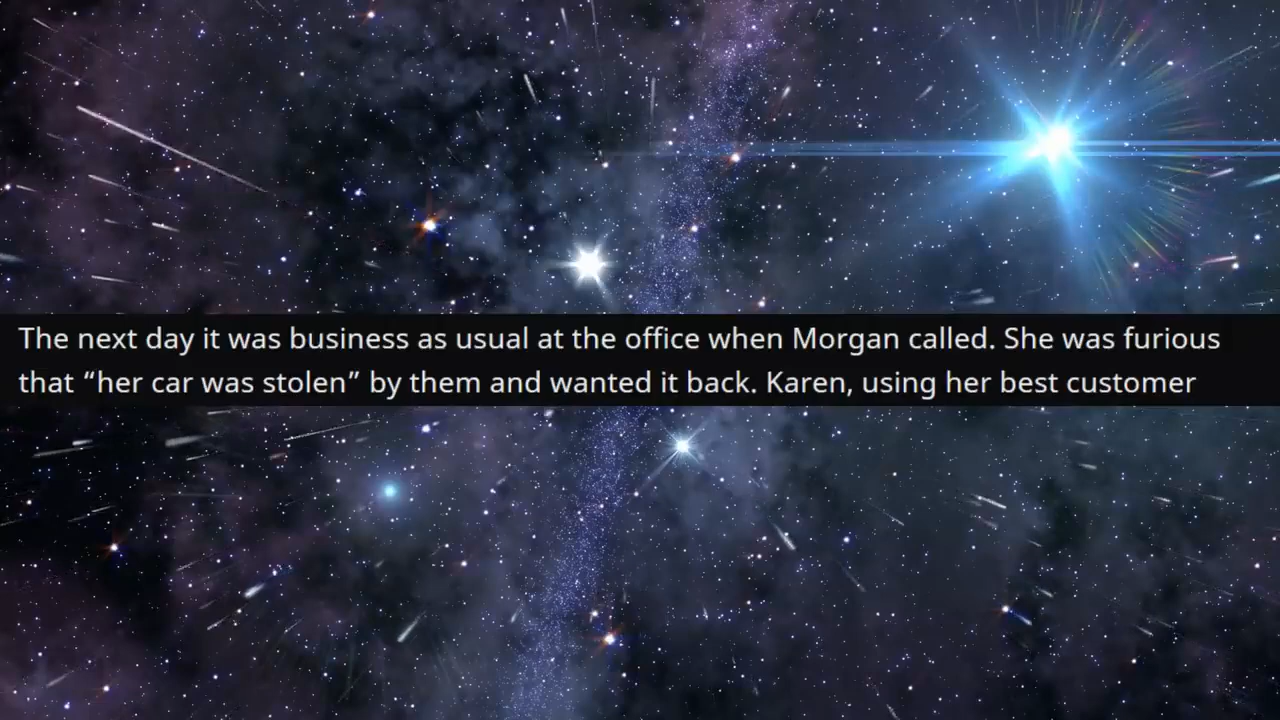 The next day it was business as usual at the office when Morgan called. She was furious
that “her car was stolen” by them and wanted it back. Karen, using her best customer